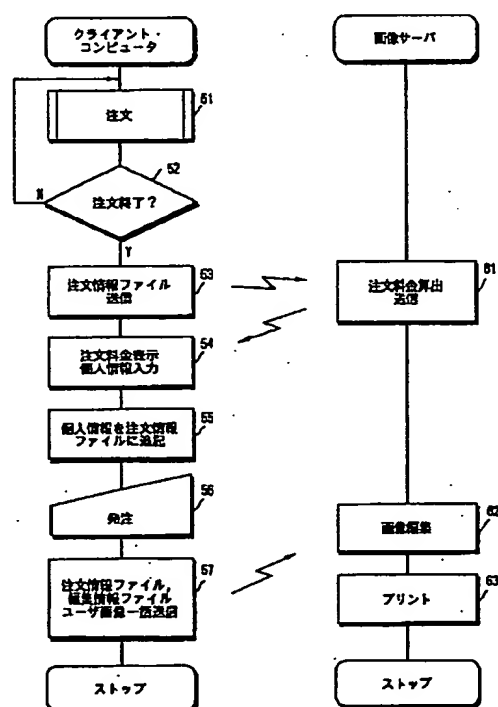 クライアント・
コンピュータ
画像サーバ
注文
51
注文終了？
52
N
Y
注文情報ファイル
送信
53
注文料金算出
送信
61
注文料金表示
個人情報入力
54
個人情報を注文情報
ファイルに追記
55
発注
56
画像編集
62
注文情報ファイル，
編集情報ファイル
ユーザ画像一括送信
57
プリント
63
ストップ
ストップ